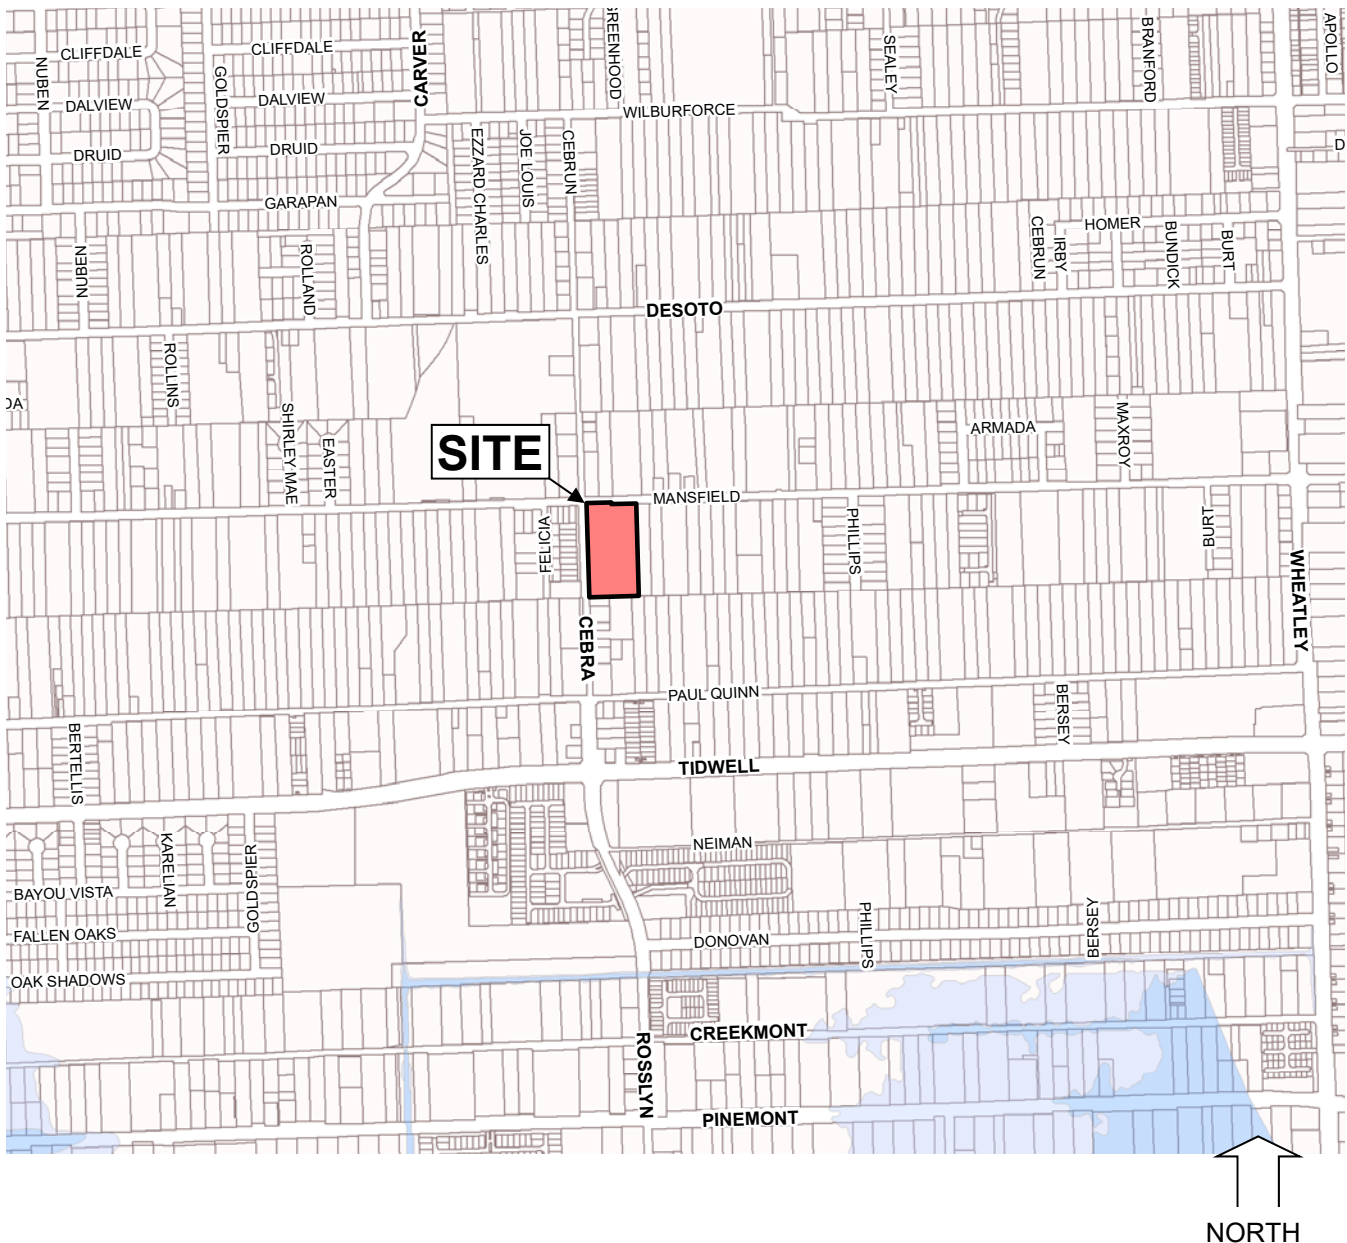 CLIFFDALE
CLIFFDALE
NUBEN
GOLDSPIER
CARVER
GREENHOOD
SEALEY
BRANFORD
APOLLO
DALVIEW
DALVIEW
WILBURFORCE
DRUID
DRUID
EZZARD CHARLES
JOE LOUIS
CEBRUN
D
GARAPAN
NUBEN
ROLLAND
CEBRUN
IRBY
HOMER
BUNDICK
BURT
DESOTO
ROLLINS
DA
SHIRLEY MAE
EASTER
SITE
ARMADA
MAXROY
MANSFIELD
FELICIA
PHILLIPS
BURT
WHEATLEY
CEBRA
PAUL QUINN
BERSEY
BERTELLIS
TIDWELL
KARELIAN
GOLDSPIER
NEIMAN
BAYOU VISTA
FALLEN OAKS
OAK SHADOWS
DONOVAN
PHILLIPS
BERSEY
ROSSLYN
CREEKMONT
PINEMONT
NORTH